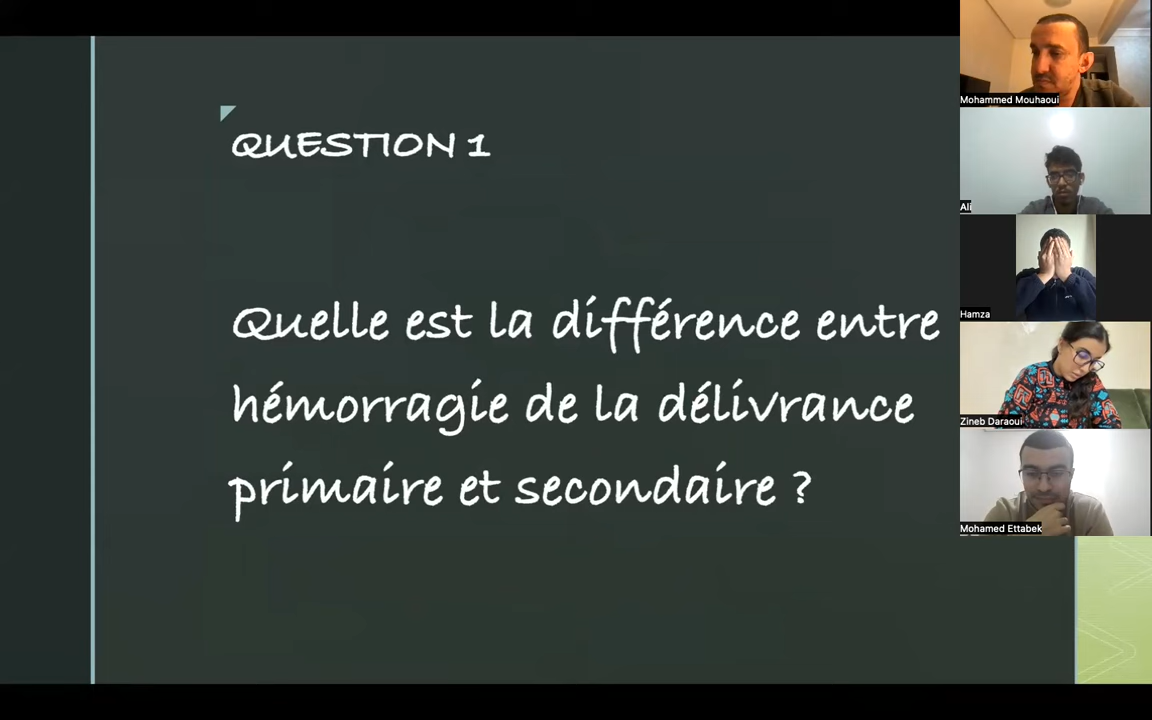 QUESTION 1
Quelle est la différence entre
hémorragie de la délivrance
primaire et secondaire ?
Mohammed Mouhaoui
Ali
Hamza
Zineb Daraoui
Mohamed Ettabek